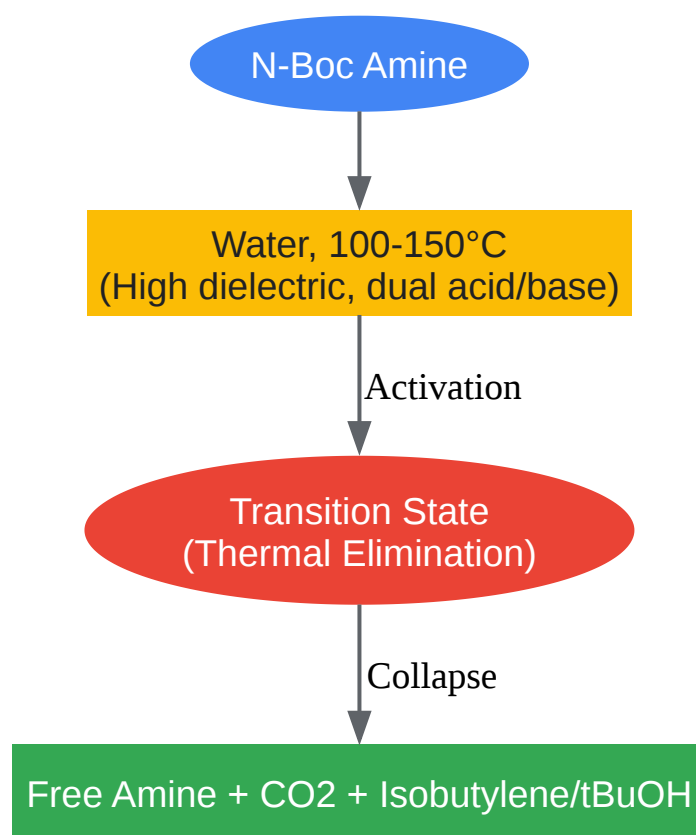 N-Boc Amine
Water, 100-150°C
(High dielectric, dual acid/base)
Activation
Transition State
(Thermal Elimination)
Collapse
Free Amine + CO2 + Isobutylene/tBuOH